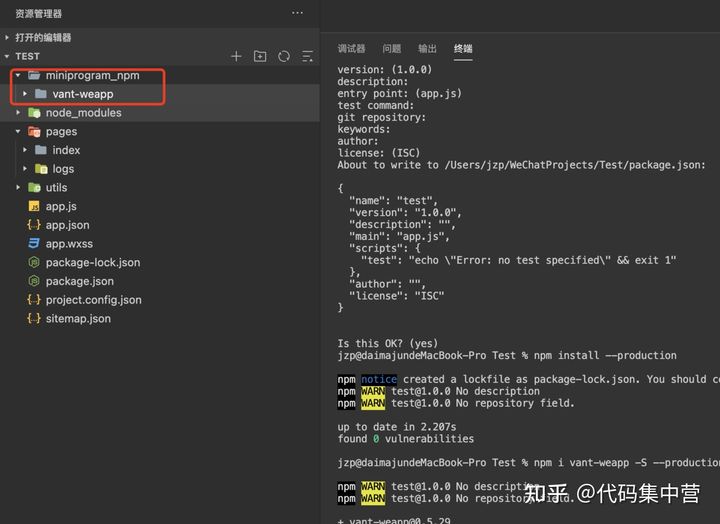 资源管理器
打开的编辑器
TEST
miniprogram_npm
vant-weapp
node_modules
pages
index
logs
utils
app.js
app.json
app.wxss
package-lock.json
package.json
project.config.json
sitemap.json
调试器 问题 输出 终端
version: (1.0.0)
description:
entry point: (app.js)
test command:
git repository:
keywords:
author:
license: (ISC)
About to write to /Users/jzp/WeChatProjects/Test/package.json:
{
"name": "test",
"version": "1.0.0",
"description": "",
"main": "app.js",
"scripts": {
"test": "echo \"Error: no test specified\" && exit 1"
},
"author": "",
"license": "ISC"
}
Is this OK? (yes)
jzp@daimajundeMacBook-Pro Test % npm install --production
npm notice created a lockfile as package-lock.json. You should co
npm WARN test@1.0.0 No description
npm WARN test@1.0.0 No repository field.
up to date in 2.207s
found 0 vulnerabilities
jzp@daimajundeMacBook-Pro Test % npm i vant-weapp -S --production
npm WARN test@1.0.0 No description
npm WARN test@1.0.0 No repository field.
+ vant-weapp@0.5.29
知乎 @代码集中营